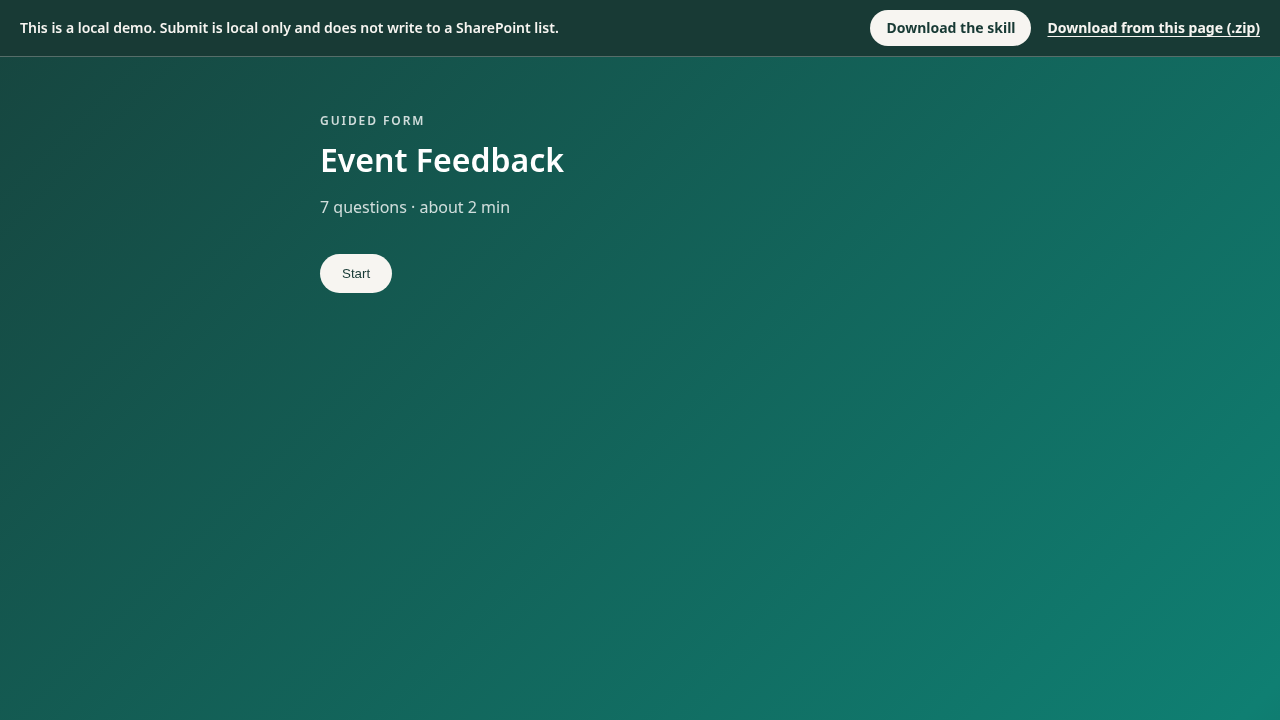 This is a local demo. Submit is local only and does not write to a SharePoint list.
Download the skill
Download from this page (.zip)
GUIDED FORM
Event Feedback
7 questions · about 2 min
Start